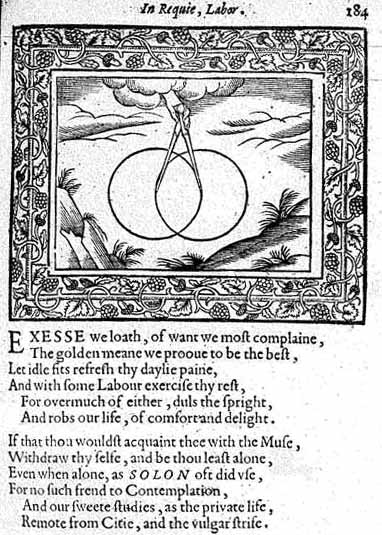 In Requie, Labor.
184
EXESSE we loath, of want we most complaine,
The golden meane we prooue to be the best,
Let idle fits refresh thy daylie paine,
And with some Labour exercise thy rest,
For overmuch of either, duls the spright,
And robs our life, of comfort and delight.
If that thou wouldst acquaint thee with the Muse,
Withdraw thy selfe, and be thou least alone,
Even when alone, as SOLON oft did vse,
For no such frend to Contemplation,
And our sweete studies, as the private life,
Remote from Citie, and the vulgar strife.